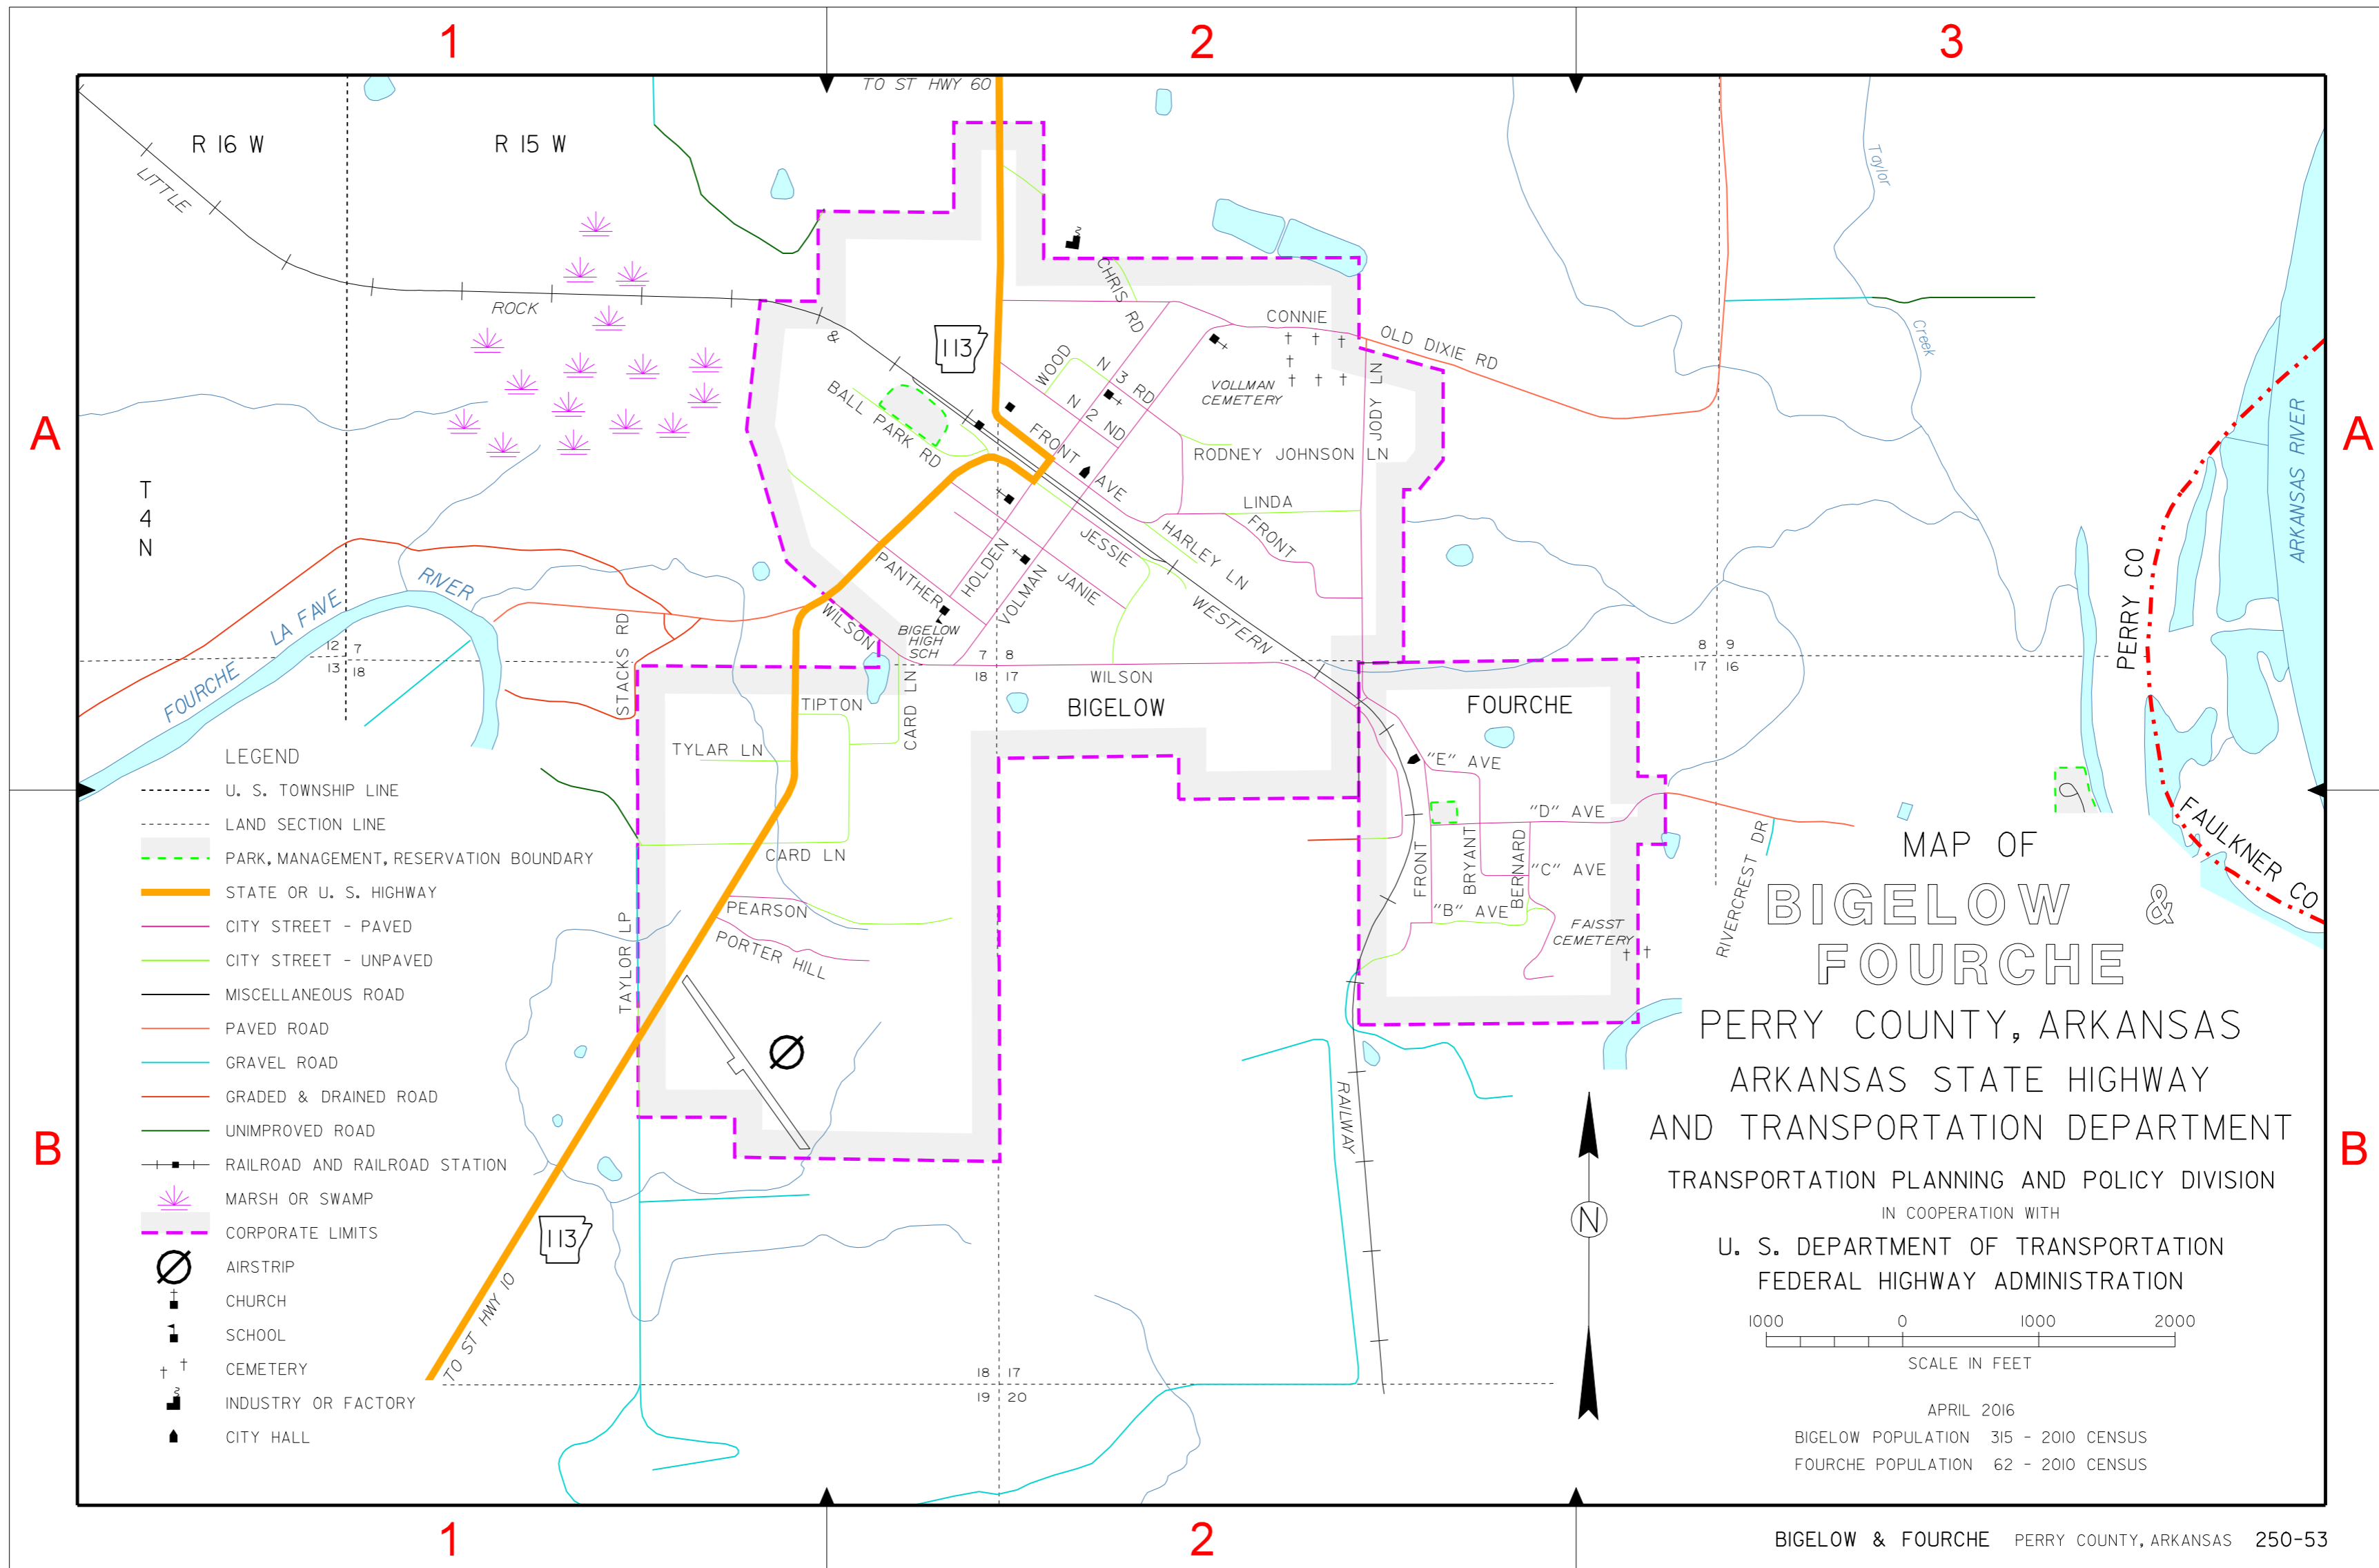 1
2
3
TO ST HWY 60
R 16 W
R 15 W
LITTLE
ROCK
&
113
CHRIS RD
CONNIE
OLD DIXIE RD
WOOD
N 3 RD
N 2 ND
VOLLMAN
CEMETERY
JODY LN
Taylor
Creek
ARKANSAS RIVER
A
A
BALL PARK RD
FRONT AVE
RODNEY JOHNSON LN
LINDA
FRONT
HARLEY LN
JESSIE
JANIE
HOLDEN
VOLMAN
PANTHER
WESTERN
T
4
N
FOURCHE LA FAVE RIVER
12 7
13 18
STACKS RD
WILSON
BIGELOW
HIGH
SCH
7 8
18 17
WILSON
BIGELOW
FOURCHE
8 9
17 16
PERRY CO
FAULKNER CO
TIPTON
CARD LN
TYLAR LN
CARD LN
"E" AVE
"D" AVE
"C" AVE
"B" AVE
FRONT
BRYANT
BERNARD
RIVERCREST DR
FAISST
CEMETERY
PEARSON
PORTER HILL
TAYLOR LP
RAILWAY
113
TO ST HWY 10
18 17
19 20
LEGEND
U. S. TOWNSHIP LINE
LAND SECTION LINE
PARK, MANAGEMENT, RESERVATION BOUNDARY
STATE OR U. S. HIGHWAY
CITY STREET - PAVED
CITY STREET - UNPAVED
MISCELLANEOUS ROAD
PAVED ROAD
GRAVEL ROAD
GRADED & DRAINED ROAD
UNIMPROVED ROAD
RAILROAD AND RAILROAD STATION
MARSH OR SWAMP
CORPORATE LIMITS
AIRSTRIP
CHURCH
SCHOOL
CEMETERY
INDUSTRY OR FACTORY
CITY HALL
B
B
N
MAP OF
BIGELOW &
FOURCHE
PERRY COUNTY, ARKANSAS
ARKANSAS STATE HIGHWAY
AND TRANSPORTATION DEPARTMENT
TRANSPORTATION PLANNING AND POLICY DIVISION
IN COOPERATION WITH
U. S. DEPARTMENT OF TRANSPORTATION
FEDERAL HIGHWAY ADMINISTRATION
1000 0 1000 2000
SCALE IN FEET
APRIL 2016
BIGELOW POPULATION 315 - 2010 CENSUS
FOURCHE POPULATION 62 - 2010 CENSUS
1
2
BIGELOW & FOURCHE PERRY COUNTY, ARKANSAS 250-53